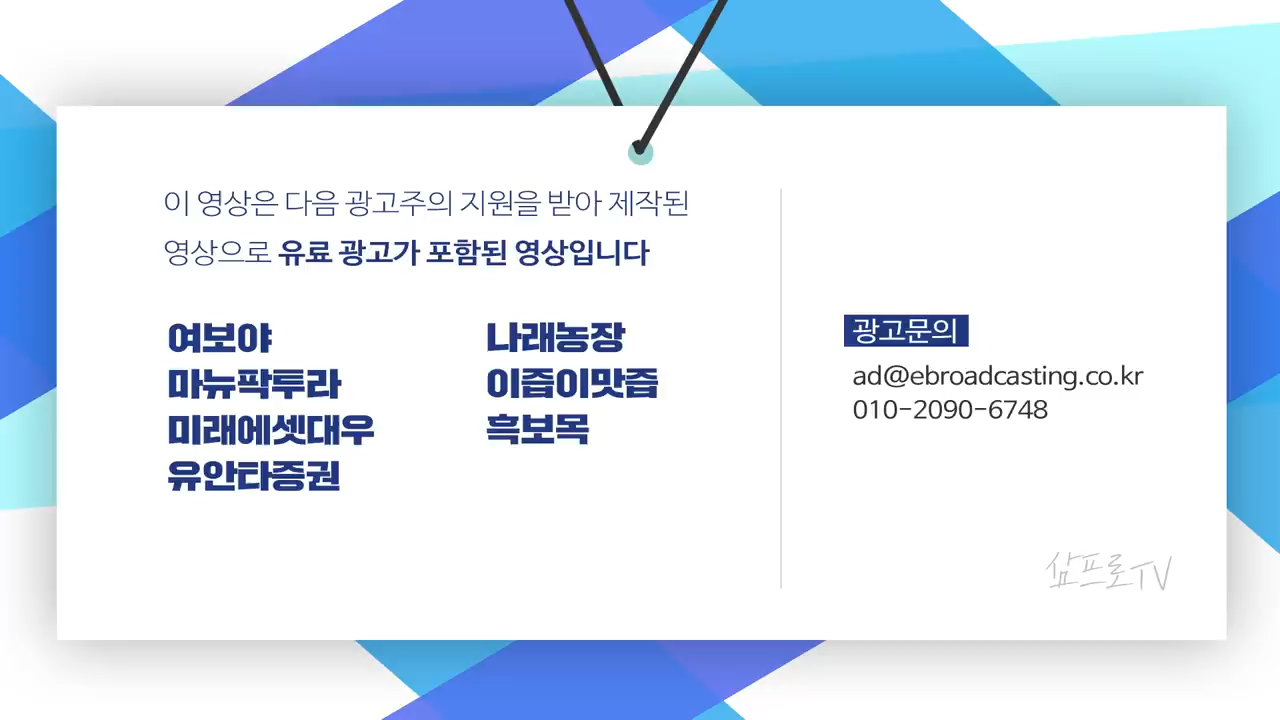 이 영상은 다음 광고주의 지원을 받아 제작된
영상으로 유료 광고가 포함된 영상입니다
여보야
마뉴팍투라
미래에셋대우
유안타증권
나래농장
이즙이맛즙
흑보목
광고문의
ad@ebroadcasting.co.kr
010-2090-6748
삼프로TV